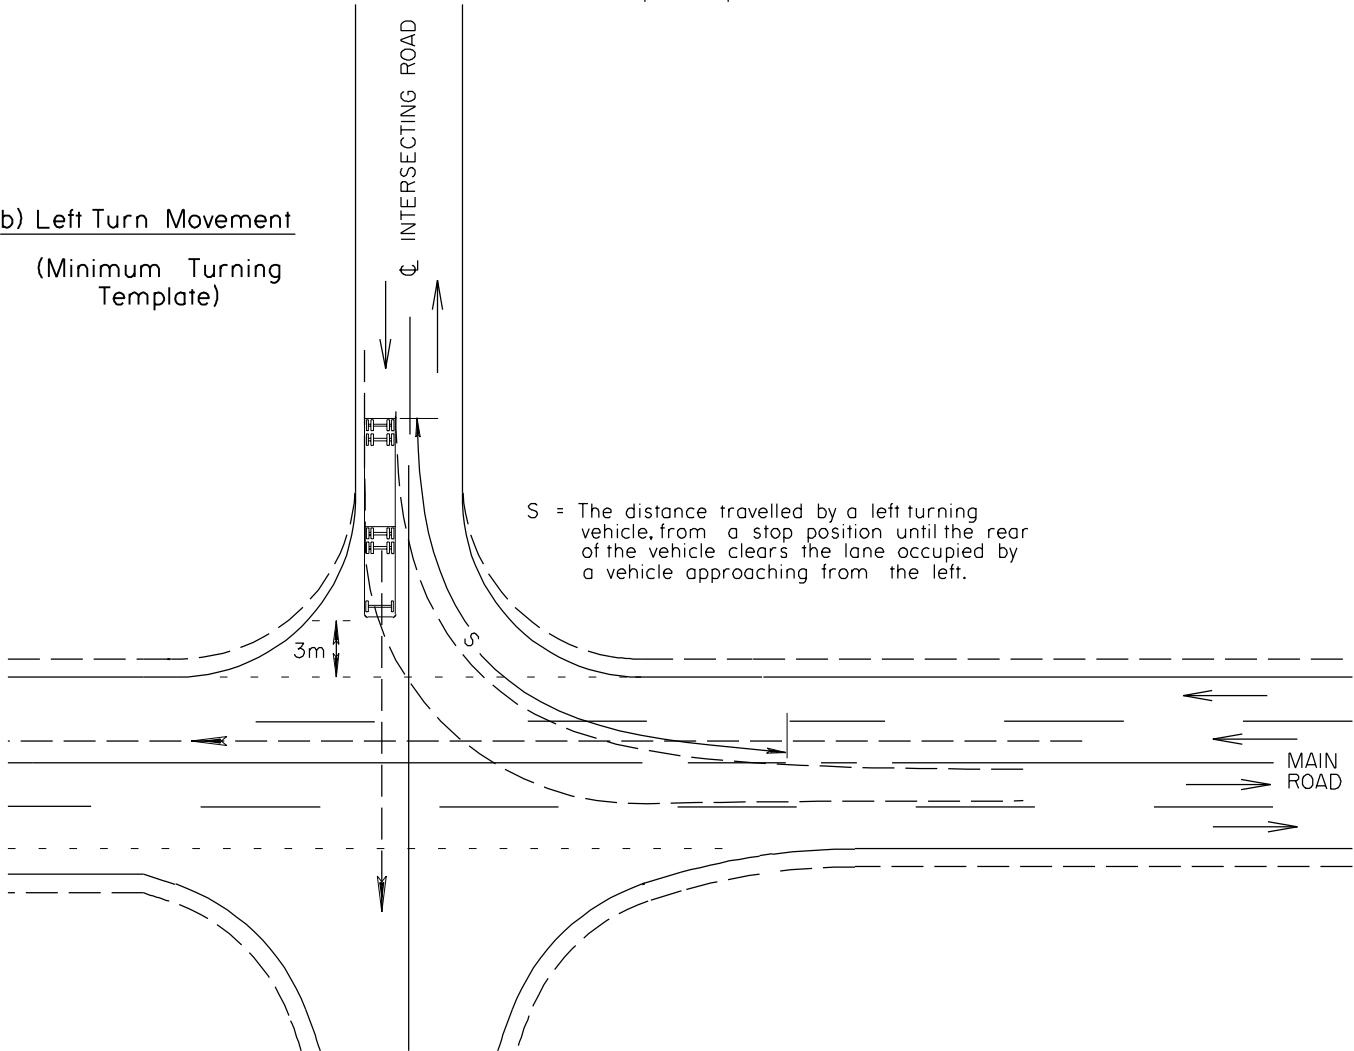 ℄ INTERSECTING ROAD
b) Left Turn Movement
(Minimum Turning
Template)
S = The distance travelled by a left turning
vehicle, from a stop position until the rear
of the vehicle clears the lane occupied by
a vehicle approaching from the left.
S
3m
MAIN
ROAD